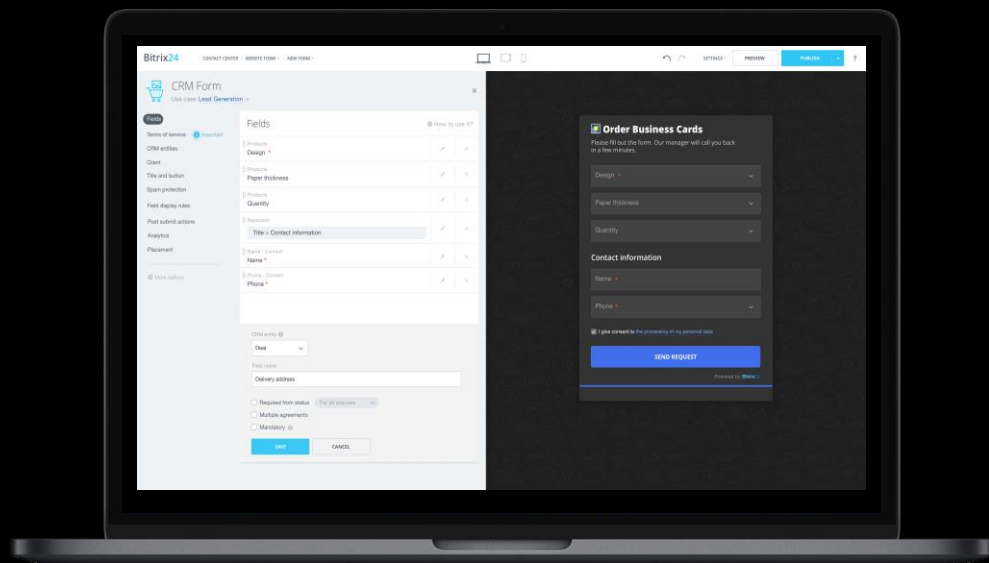 Bitrix24
CONTACT CENTER
WEBSITE FORM
NEW FORM
SETTINGS
PREVIEW
PUBLISH
?
CRM Form
Use case Lead Generation
Fields
Terms of service
Important
CRM entities
Client
Title and button
Spam protection
Field display rules
Post submit actions
Analytics
Placement
More options
Fields
How to use it?
Products
Design *
Products
Paper thickness
Products
Quantity
Separator
Title > Contact information
Name - Contact
Name *
Phone - Contact
Phone *
CRM entity
Deal
Field name
Delivery address
Required from status
For all statuses
Multiple agreements
Mandatory
SAVE
CANCEL
Order Business Cards
Please fill out the form. Our manager will call you back
in a few minutes.
Design *
Paper thickness
Quantity
Contact information
Name *
Phone *
I give consent to the processing of my personal data
SEND REQUEST
Powered by Bitrix24